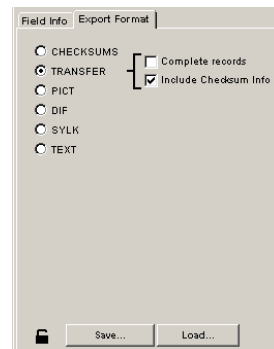 Field Info Export Format
CHECKSUMS
TRANSFER
Complete records
Include Checksum Info
PICT
DIF
SYLK
TEXT
Save... Load...